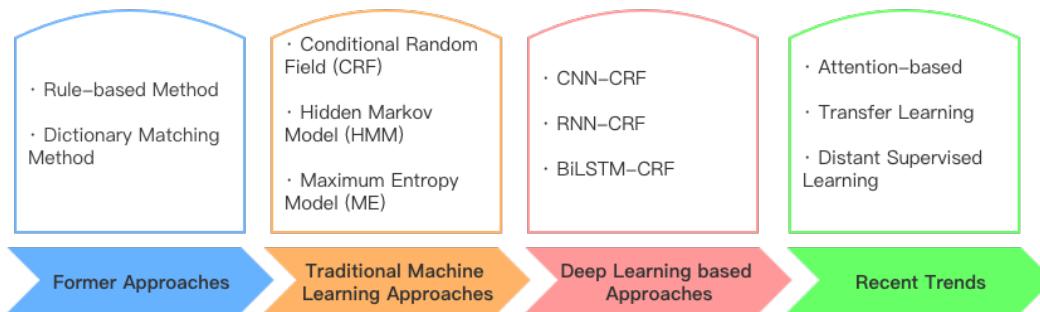 · Rule-based Method
· Dictionary Matching
Method
· Conditional Random
Field (CRF)
· Hidden Markov
Model (HMM)
· Maximum Entropy
Model (ME)
· CNN-CRF
· RNN-CRF
· BiLSTM-CRF
· Attention-based
· Transfer Learning
· Distant Supervised
Learning
Former Approaches
Traditional Machine
Learning Approaches
Deep Learning based
Approaches
Recent Trends